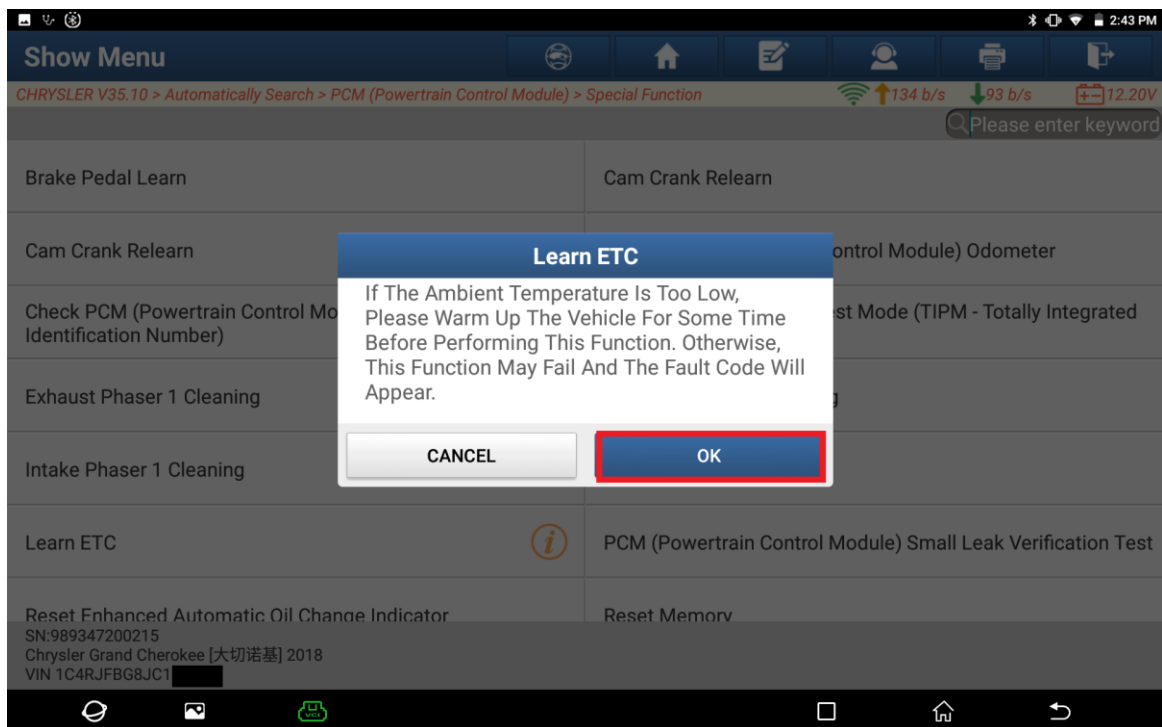 2:43 PM
Show Menu
CHRYSLER V35.10 > Automatically Search > PCM (Powertrain Control Module) > Special Function
134 b/s
93 b/s
12.20V
Please enter keyword
Brake Pedal Learn
Cam Crank Relearn
Cam Crank Relearn
ontrol Module) Odometer
Check PCM (Powertrain Control Mo
Identification Number)
st Mode (TIPM - Totally Integrated
Exhaust Phaser 1 Cleaning
Intake Phaser 1 Cleaning
Learn ETC
If The Ambient Temperature Is Too Low,
Please Warm Up The Vehicle For Some Time
Before Performing This Function. Otherwise,
This Function May Fail And The Fault Code Will
Appear.
CANCEL
OK
Learn ETC
PCM (Powertrain Control Module) Small Leak Verification Test
Reset Enhanced Automatic Oil Change Indicator
Reset Memory
SN:989347200215
Chrysler Grand Cherokee [大切诺基] 2018
VIN 1C4RJFBG8JC1
VCI